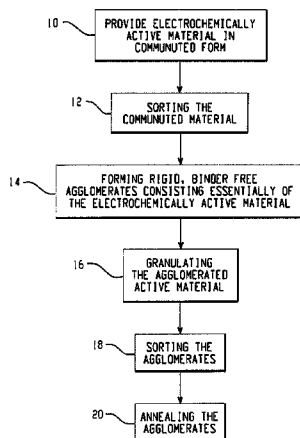 10
PROVIDE ELECTROCHEMICALLY
ACTIVE MATERIAL IN
COMMUNUTED FORM
12
SORTING THE
COMMUNUTED MATERIAL
14
FORMING RIGID, BINDER FREE
AGGLOMERATES CONSISTING ESSENTIALLY OF
THE ELECTROCHEMICALLY ACTIVE MATERIAL
16
GRANULATING
THE AGGLOMERATED
ACTIVE MATERIAL
18
SORTING THE
AGGLOMERATES
20
ANNEALING THE
AGGLOMERATES